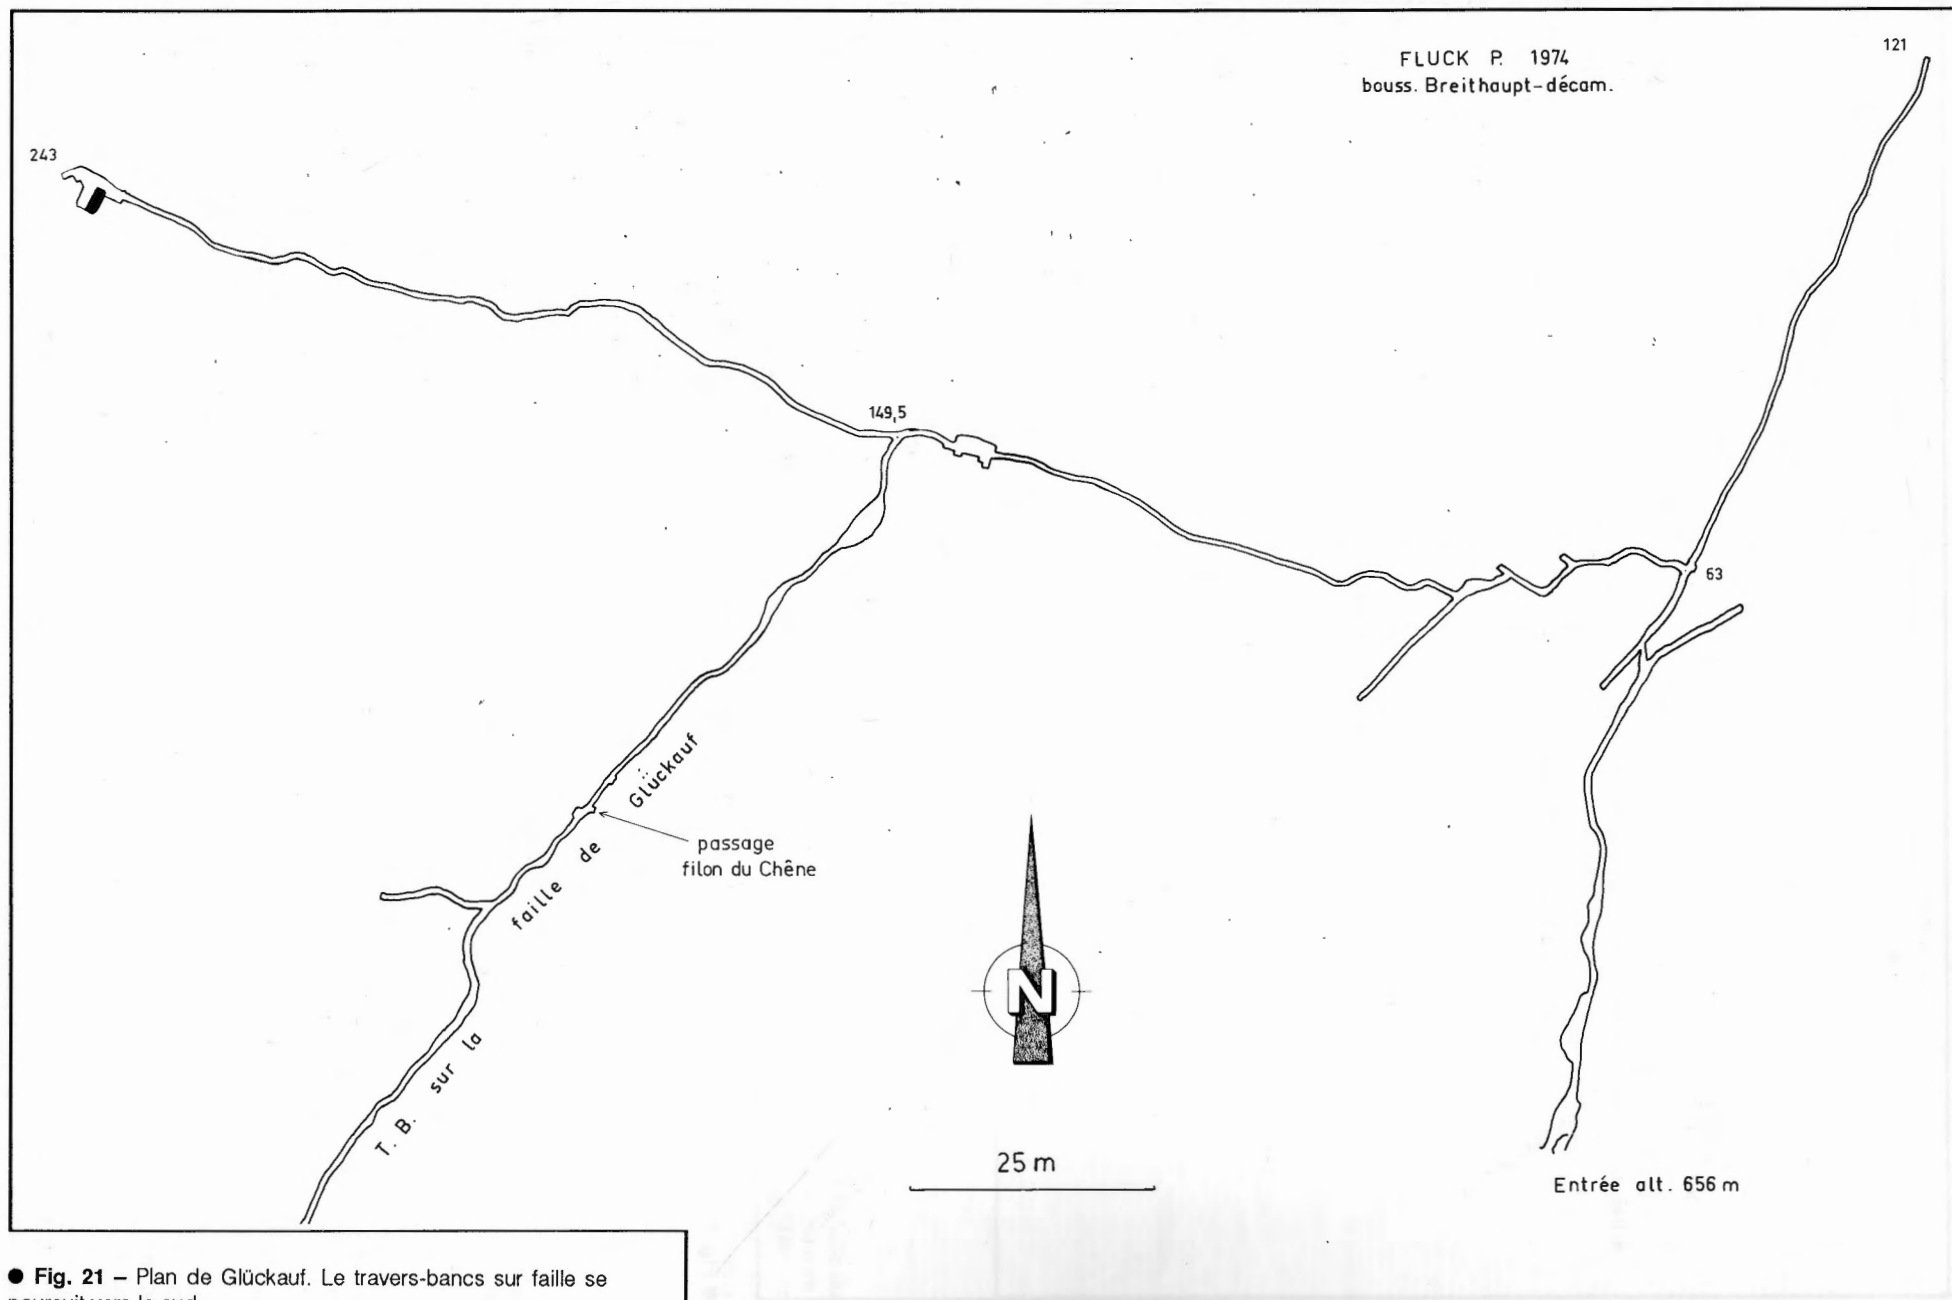 FLUCK P. 1974
bouss. Breithaupt-décam.
121
243
149,5
63
T. B. sur la faille de Glückauf
passage
filon du Chêne
N
25 m
Entrée alt. 656 m
● Fig. 21 – Plan de Glückauf. Le travers-bancs sur faille se